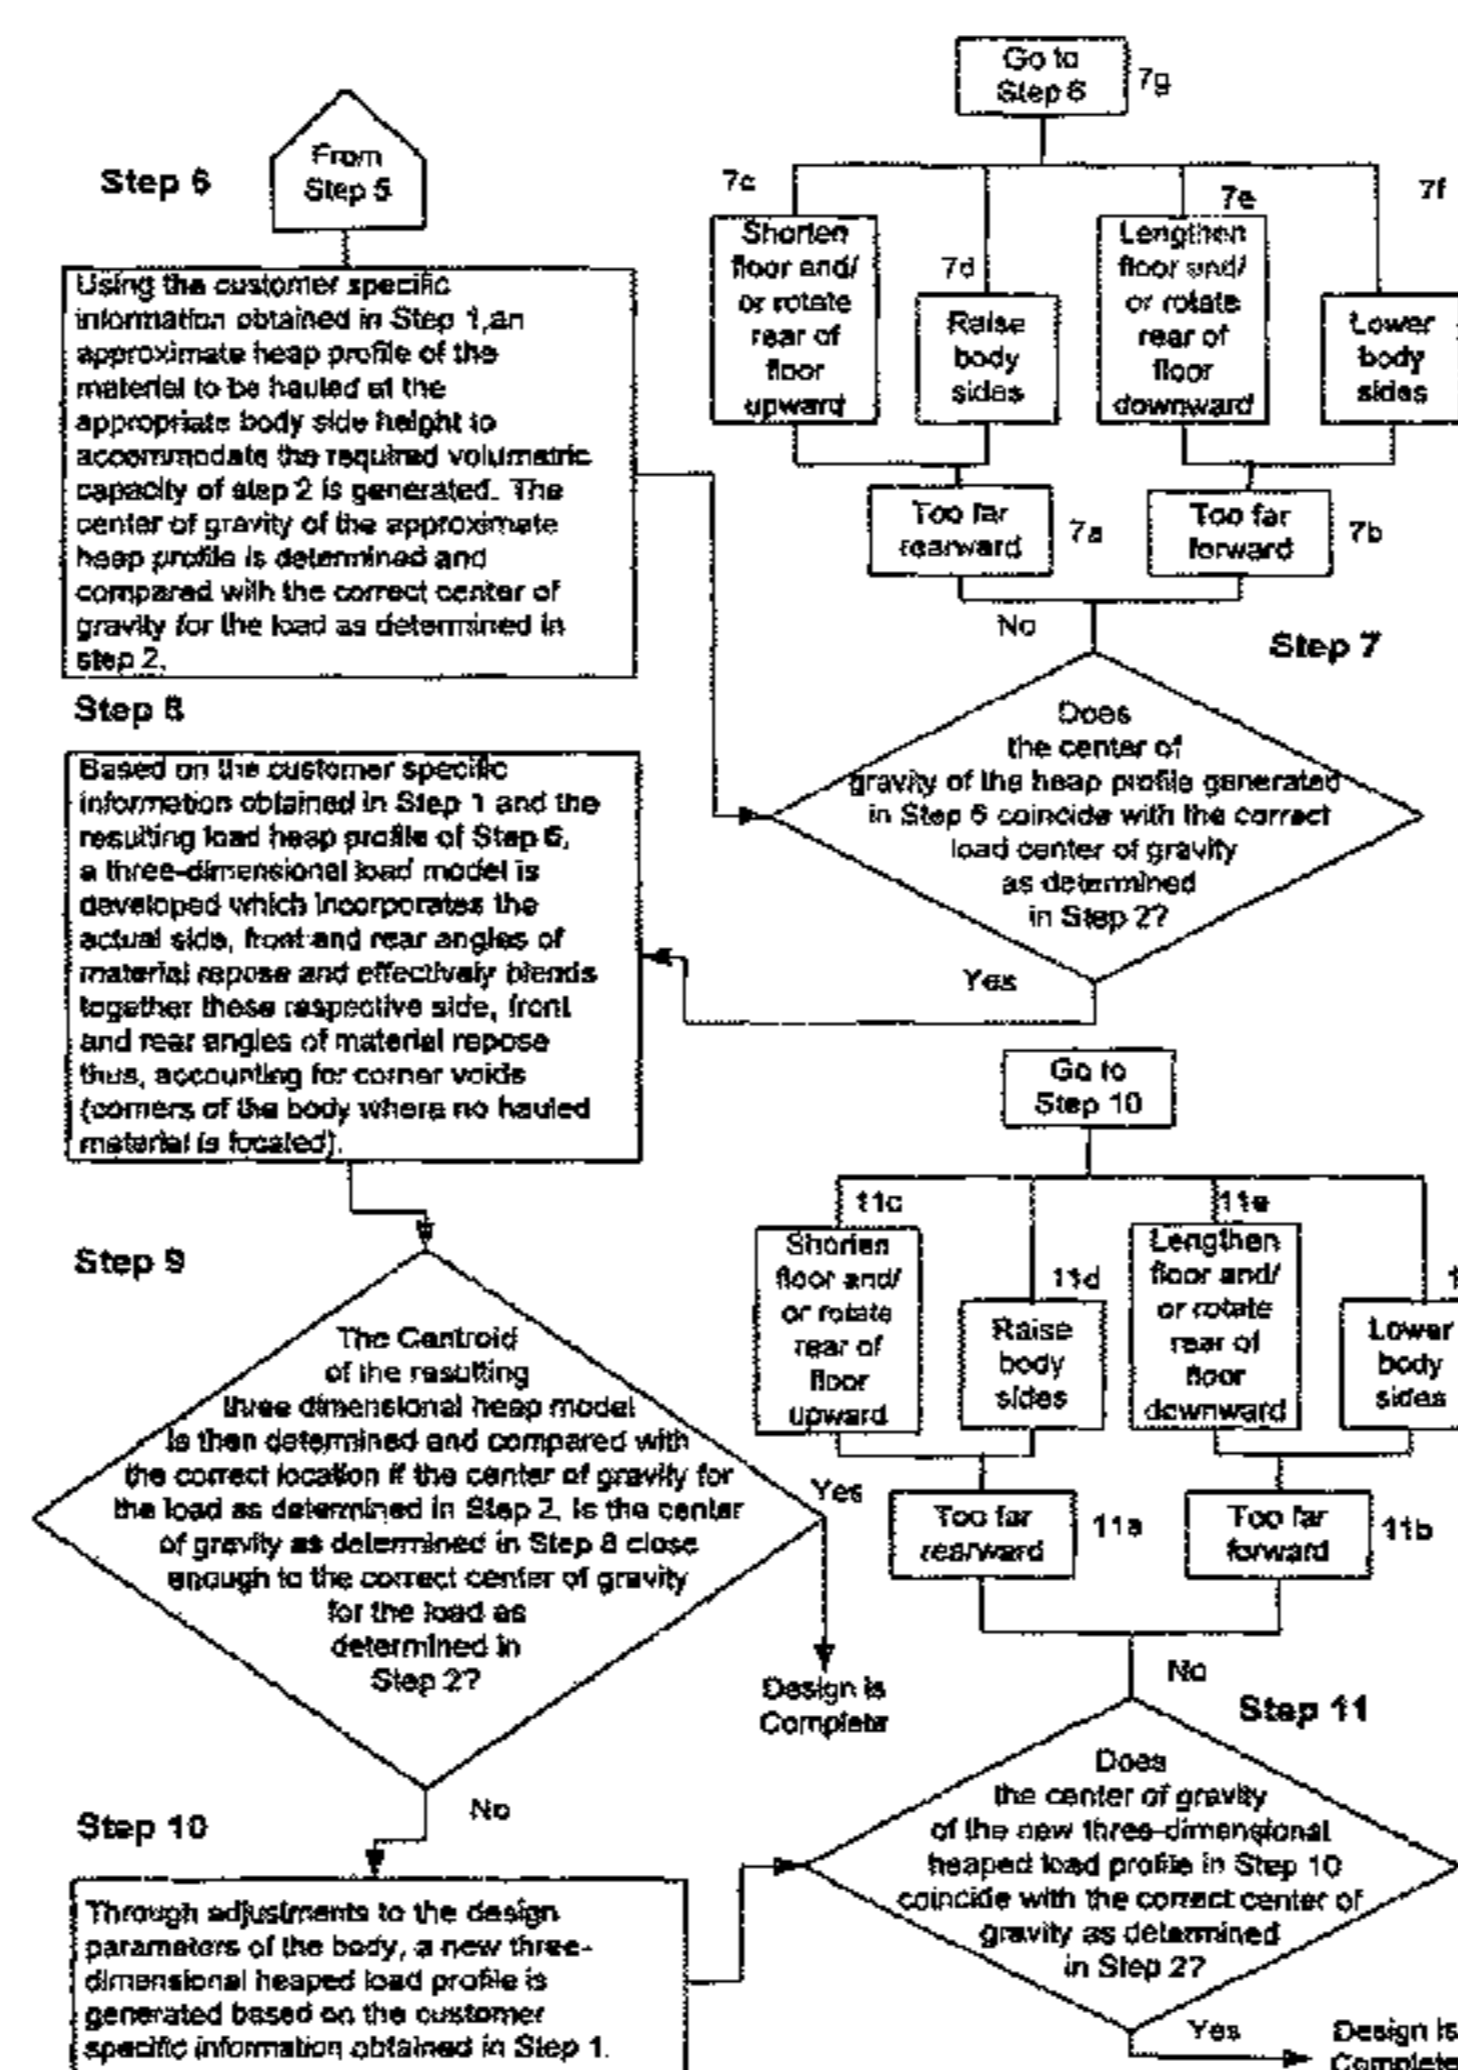 Step 6
From
Step 5
Using the customer specific
information obtained in Step 1,an
approximate heap profile of the
material to be hauled at the
appropriate body side height to
accommodate the required volumetric
capacity of step 2 is generated. The
center of gravity of the approximate
heap profile is determined and
compared with the correct center of
gravity for the load as determined in
step 2.
Go to
Step 6
7g
7c
Shorten
floor and/
or rotate
rear of
floor
upward
7d
Raise
body
sides
7e
Lengthen
floor and/
or rotate
rear of
floor
downward
7f
Lower
body
sides
Too far
rearward
7a
Too far
forward
7b
No
Step 7
Does
the center of
gravity of the heap profile generated
in Step 6 coincide with the correct
load center of gravity
as determined
in Step 2?
Yes
Step 8
Based on the customer specific
information obtained in Step 1 and the
resulting load heap profile of Step 6,
a three-dimensional load model is
developed which incorporates the
actual side, front and rear angles of
material repose and effectively blends
together these respective side, front
and rear angles of material repose
thus, accounting for corner voids
(corners of the body where no hauled
material is located).
Step 9
The Centroid
of the resulting
three dimensional heap model
is then determined and compared with
the correct location if the center of gravity for
the load as determined in Step 2. Is the center
of gravity as determined in Step 8 close
enough to the correct center of gravity
for the load as
determined in
Step 2?
Yes
Design is
Complete
No
Step 10
Through adjustments to the design
parameters of the body, a new three-
dimensional heaped load profile is
generated based on the customer
specific information obtained in Step 1.
Go to
Step 10
11c
Shorten
floor and/
or rotate
rear of
floor
upward
11d
Raise
body
sides
11e
Lengthen
floor and/
or rotate
rear of
floor
downward
Lower
body
sides
Too far
rearward
11a
Too far
forward
11b
No
Step 11
Does
the center of gravity
of the new three-dimensional
heaped load profile in Step 10
coincide with the correct center of
gravity as determined
in Step 2?
Yes
Design is
Complete